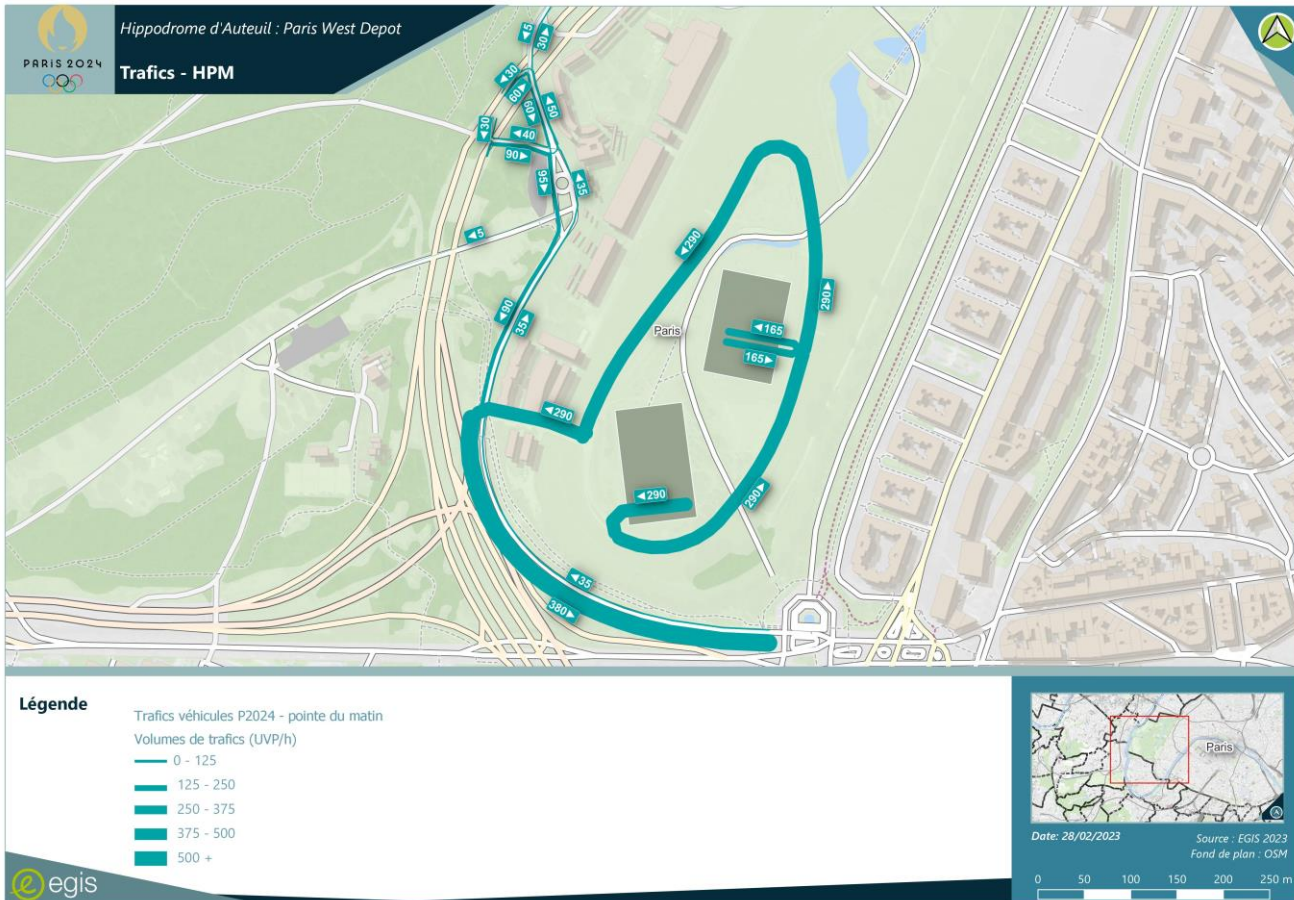 PARIS 2024
Hippodrome d'Auteuil : Paris West Depot
Trafics - HPM
◄5
30►
◄30
60►
60►
◄50
◄30
◄40
90►
95►
◄35
◄5
◄90
35►
◄290
290►
Paris
◄165
165►
◄290
◄290
290►
◄35
380►
Légende
Trafics véhicules P2024 - pointe du matin
Volumes de trafics (UVP/h)
0 - 125
125 - 250
250 - 375
375 - 500
500 +
egis
Paris
Date: 28/02/2023
Source : EGIS 2023
Fond de plan : OSM
0 50 100 150 200 250 m